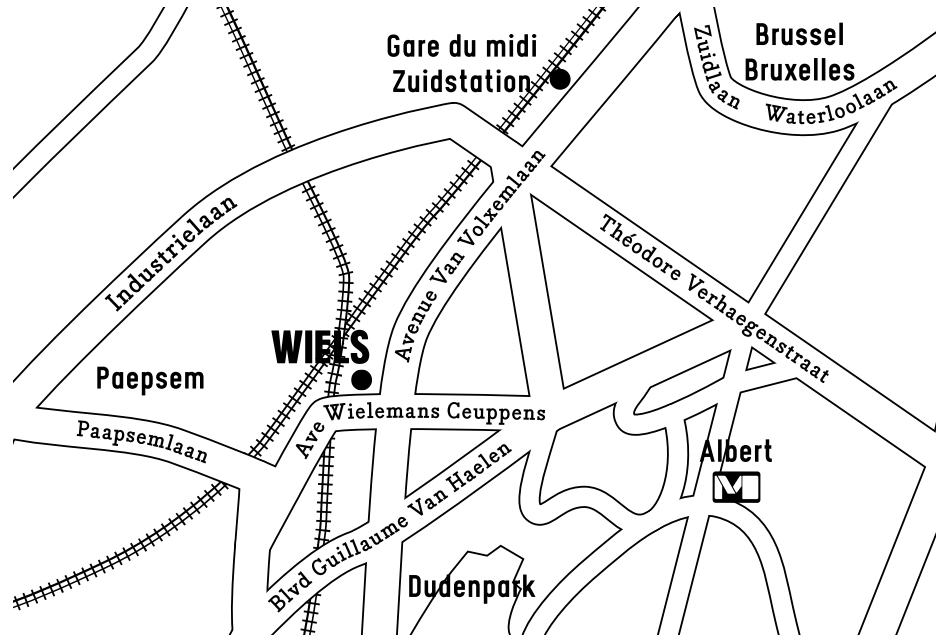 Gare du midi
Zuidstation
Zuidlaan
Brussel
Bruxelles
Waterloolaan
Industrielaan
Avenue Van Volxemlaan
Théodore Verhaegenstraat
WIELS
Paepsem
Paapsemlaan
Ave Wielemans Ceuppens
Blvd Guillaume Van Haelen
Albert
M
Dudenpark